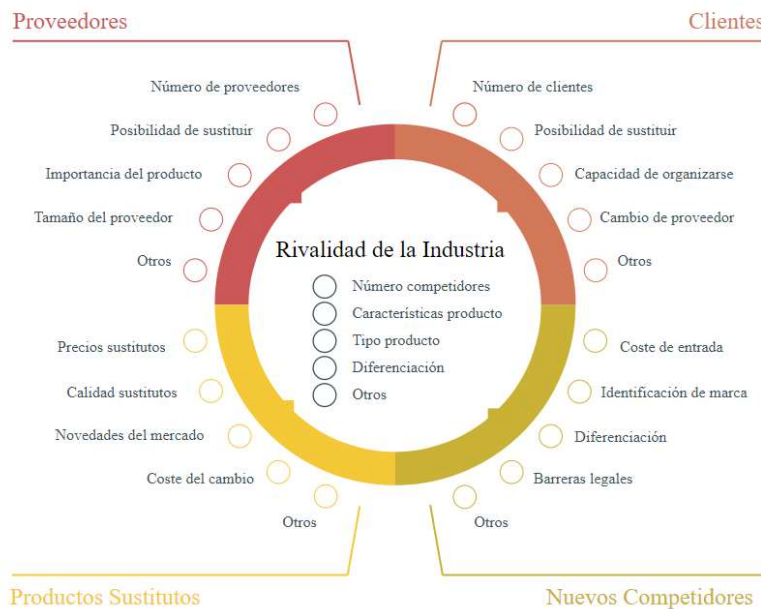 Proveedores
Número de proveedores
Posibilidad de sustituir
Importancia del producto
Tamaño del proveedor
Otros
Clientes
Número de clientes
Posibilidad de sustituir
Capacidad de organizarse
Cambio de proveedor
Otros
Rivalidad de la Industria
Número competidores
Características producto
Tipo producto
Diferenciación
Otros
Precios sustitutos
Calidad sustitutos
Novedades del mercado
Coste del cambio
Otros
Productos Sustitutos
Coste de entrada
Identificación de marca
Diferenciación
Barreras legales
Otros
Nuevos Competidores